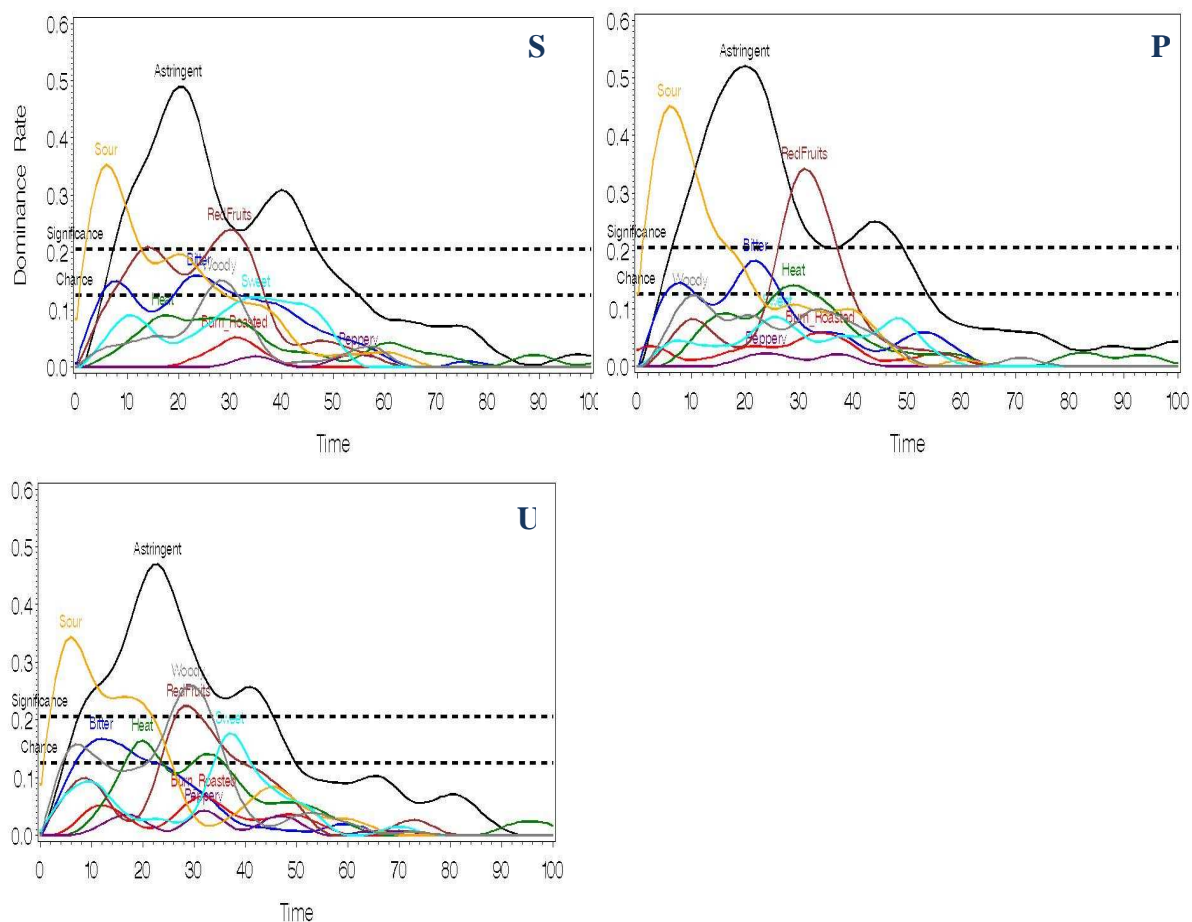 S
0.6
0.5
0.4
0.3
0.2
0.1
0.0
Dominance Rate
Astringent
Sour
RedFruits
Significance
Bitter
Woody
Chance
Heat
Sweet
Burn_Roasted
Peppery
0 10 20 30 40 50 60 70 80 90 100
Time
P
0.6
0.5
0.4
0.3
0.2
0.1
0.0
Astringent
Sour
RedFruits
Significance
Bitter
Chance
Woody
Heat
Sweet
Burn_Roasted
Peppery
0 10 20 30 40 50 60 70 80 90 100
Time
U
0.6
0.5
0.4
0.3
0.2
0.1
0.0
Astringent
Sour
Woody
RedFruits
Significance
Bitter
Heat
Sweet
Chance
Burn_Roasted
Peppery
0 10 20 30 40 50 60 70 80 90 100
Time